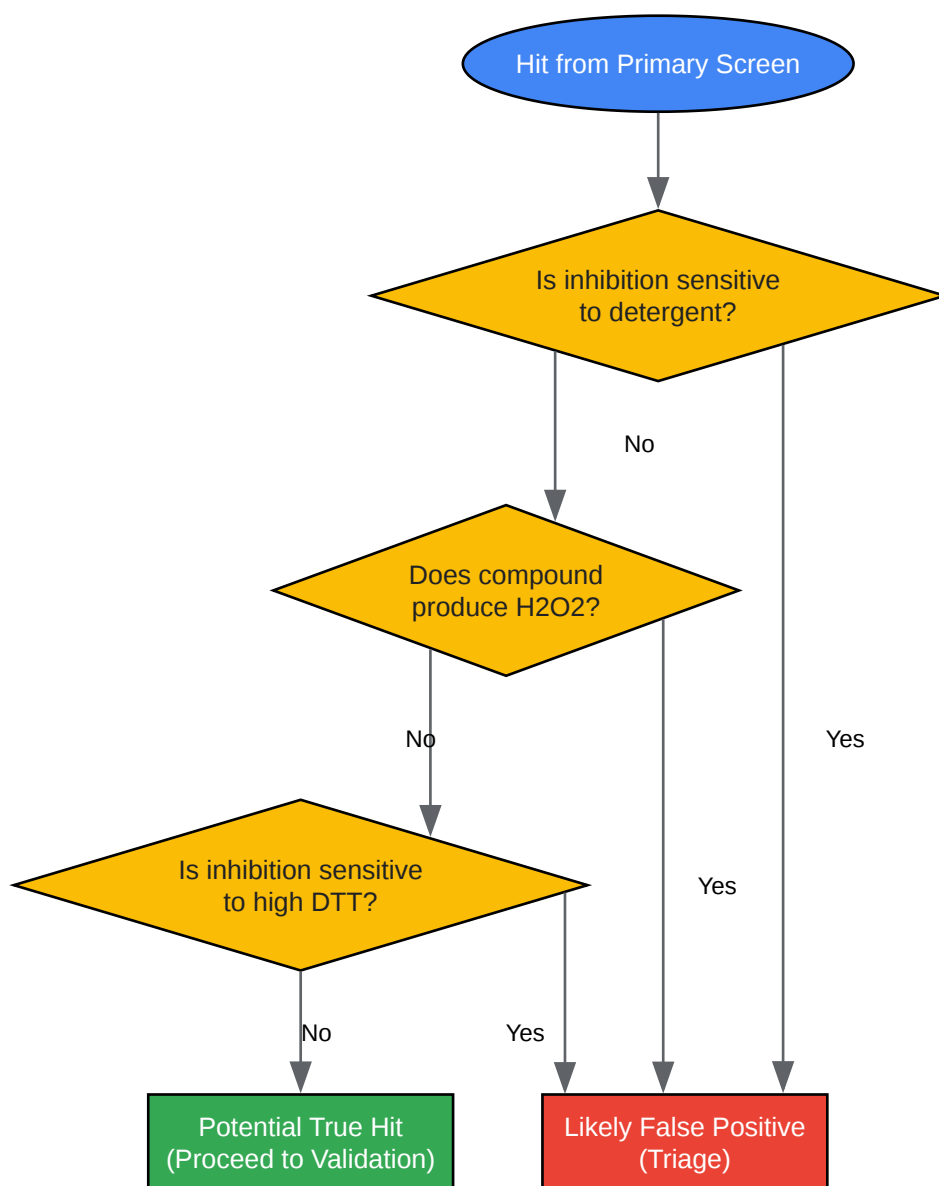 Hit from Primary Screen
Is inhibition sensitive
to detergent?
No
Does compound
produce H2O2?
No
Yes
Is inhibition sensitive
to high DTT?
Yes
No
Yes
Potential True Hit
(Proceed to Validation)
Likely False Positive
(Triage)